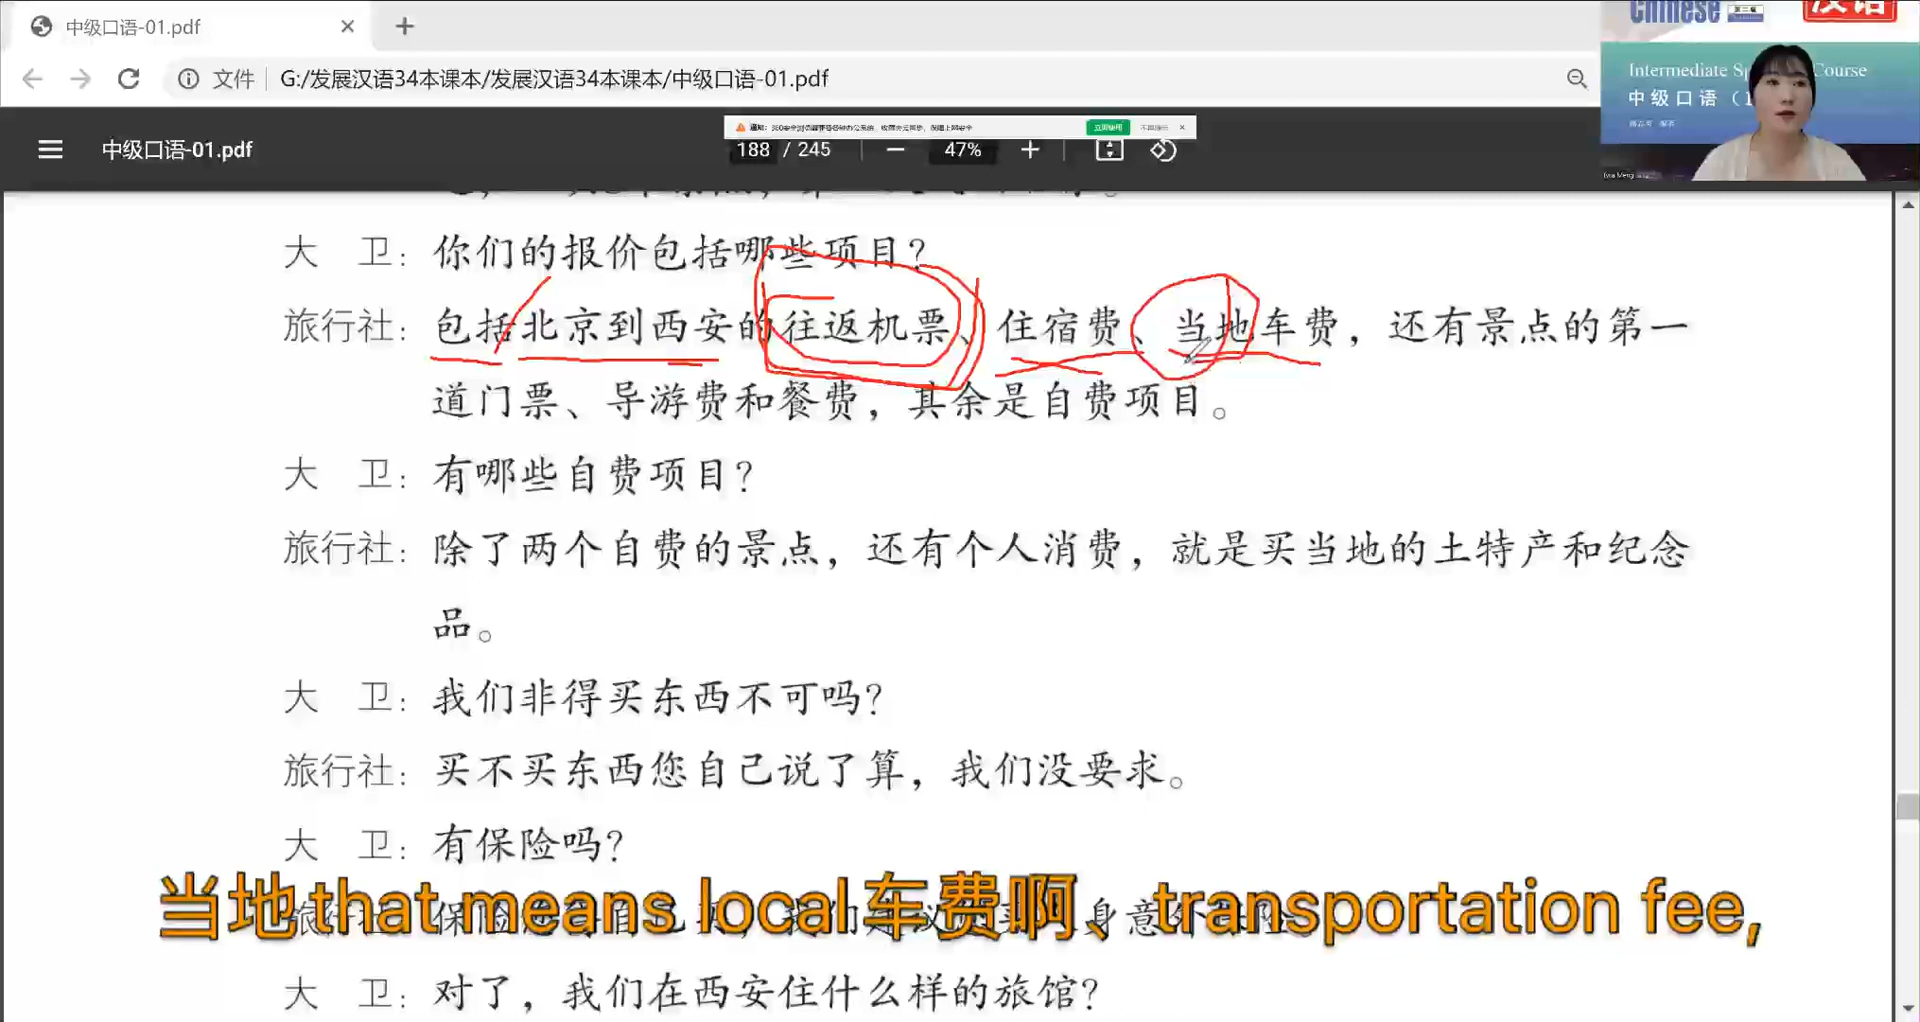 中级口语-01.pdf
Chinese
汉语
文件
G:/发展汉语34本课本/发展汉语34本课本/中级口语-01.pdf
Intermediate Sp Course
中级口语（1
中级口语-01.pdf
立即使用
188 / 245
47%
大 卫：你们的报价包括哪些项目？
旅行社：包括北京到西安的往返机票、住宿费、当地车费，还有景点的第一
道门票、导游费和餐费，其余是自费项目。
大 卫：有哪些自费项目？
旅行社：除了两个自费的景点，还有个人消费，就是买当地的土特产和纪念
品。
大 卫：我们非得买东西不可吗？
旅行社：买不买东西您自己说了算，我们没要求。
大 卫：有保险吗？
当地that means local车费啊、transportation fee,
大 卫：对了，我们在西安住什么样的旅馆？